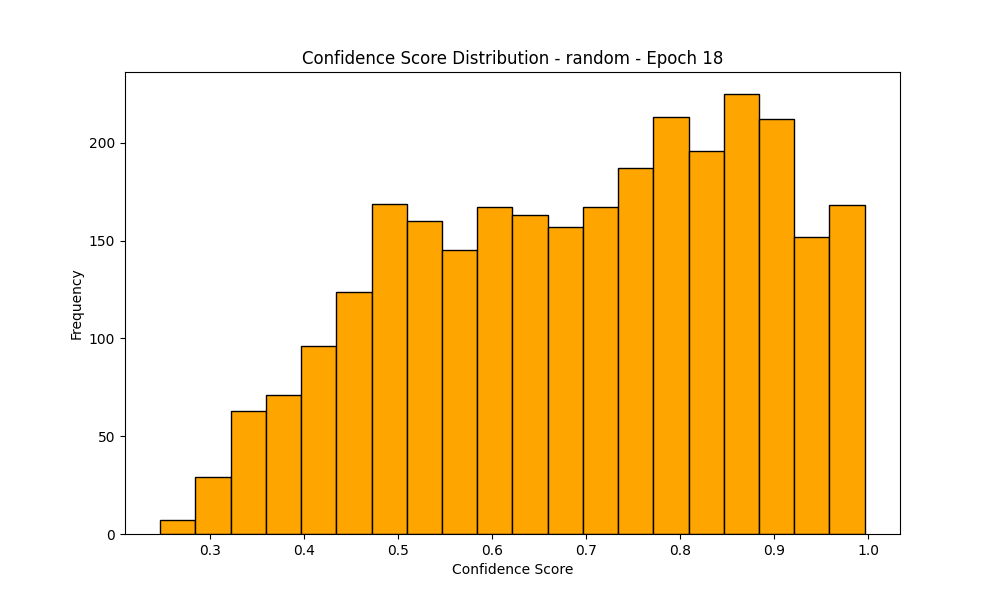 Confidence Score Distribution - random - Epoch 18
Frequency
200
150
100
50
0
0.3 0.4 0.5 0.6 0.7 0.8 0.9 1.0
Confidence Score